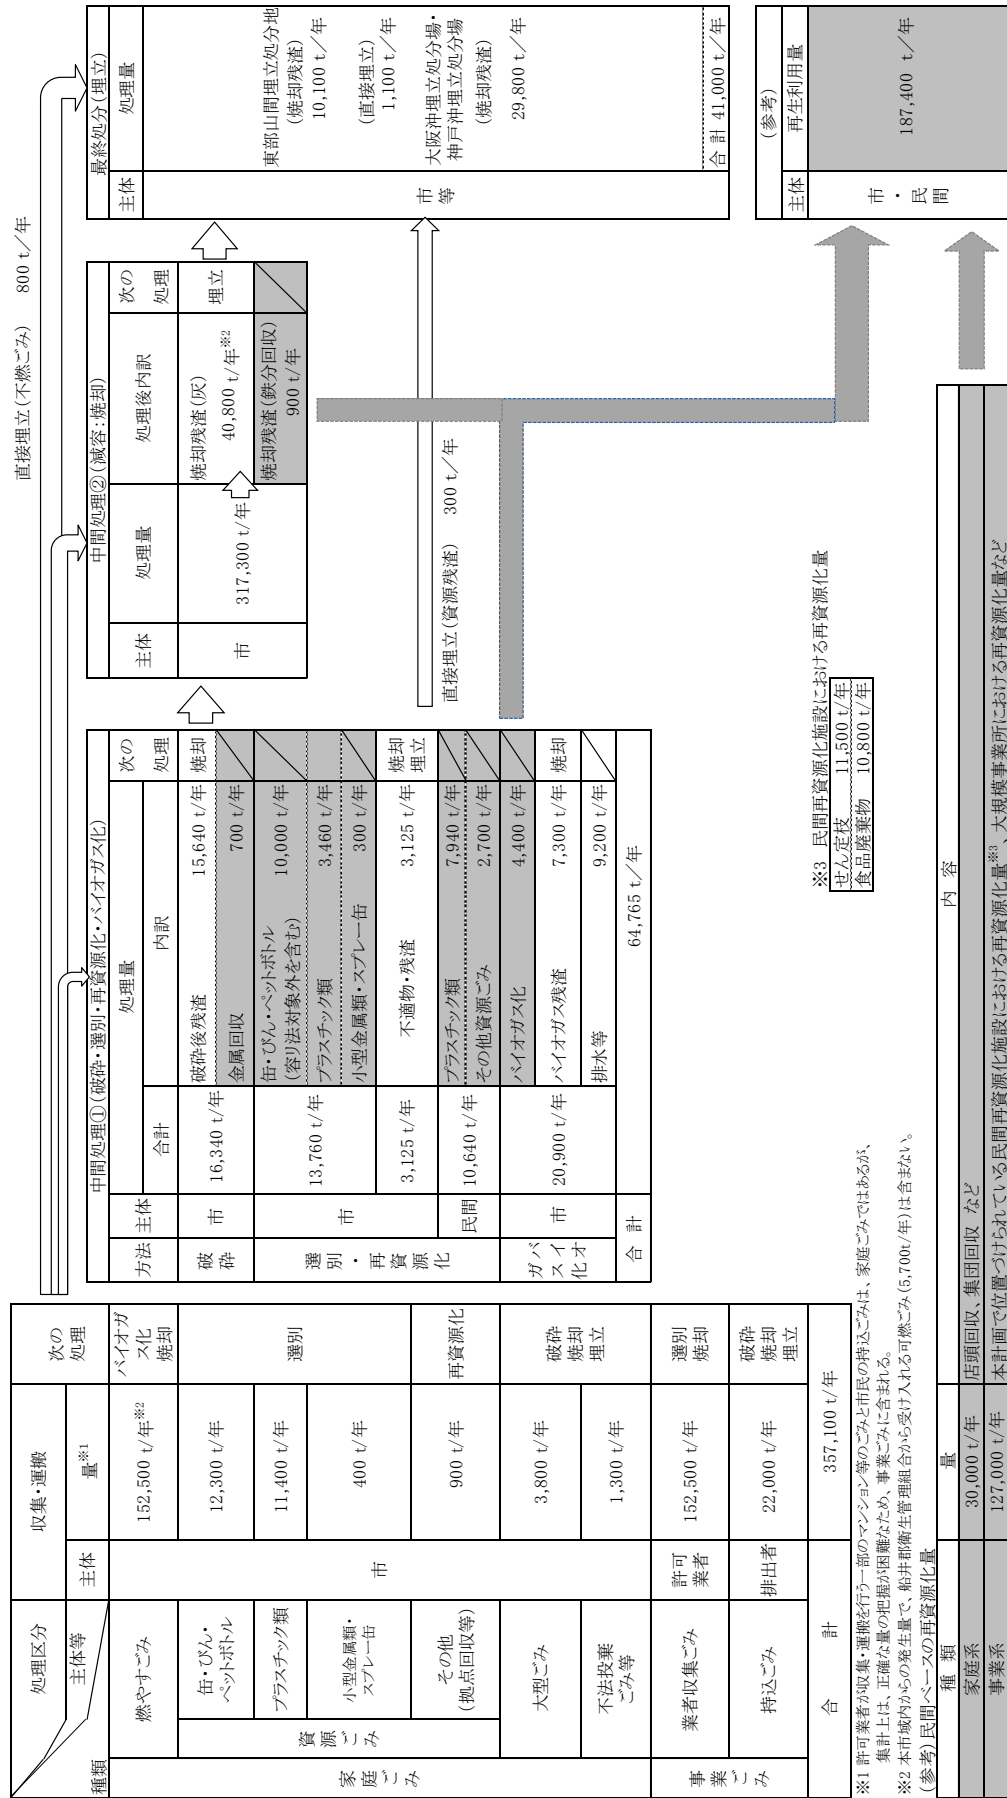 処理区分
主体等
種類
収集・運搬
次の
処理
主体
量※1
家庭ごみ
燃やすごみ
市
152,500 t/年※2
バイオガ
ス化
焼却
資源ごみ
缶・びん・
ペットボトル
12,300 t/年
選別
プラスチック類
11,400 t/年
小型金属類・
スプレー缶
400 t/年
その他
(拠点回収等)
900 t/年
再資源化
大型ごみ
3,800 t/年
破砕
焼却
埋立
不法投棄
ごみ等
1,300 t/年
事業ごみ
業者収集ごみ
許可
業者
152,500 t/年
選別
焼却
持込ごみ
排出者
22,000 t/年
破砕
焼却
埋立
合 計
357,100 t/年
※1 許可業者が収集・運搬を行う一部のマンション等のごみと市民の持込ごみは、家庭ごみではあるが、
集計上は、正確な量の把握が困難なため、事業ごみに含まれる。
※2 本市域内からの発生量で、船井郡衛生管理組合から受け入れる可燃ごみ(5,700t/年)は含まない。
(参考)民間ベースの再資源化量
種 類
量
内 容
家庭系
30,000 t/年
店頭回収、集団回収 など
事業系
127,000 t/年
本計画で位置づけられている民間再資源化施設における再資源化量※3、大規模事業所における再資源化量など
中間処理①(破砕・選別・再資源化・バイオガス化)
方法
主体
処理量
次の
処理
合計
内訳
破砕
市
16,340 t/年
破砕後残渣
15,640 t/年
焼却
金属回収
700 t/年
選別・再資源化
市
13,760 t/年
缶・びん・ペットボトル
(容リ法対象外を含む)
10,000 t/年
プラスチック類
3,460 t/年
小型金属類・スプレー缶
300 t/年
3,125 t/年
不適物・残渣
3,125 t/年
焼却
埋立
民間
10,640 t/年
プラスチック類
7,940 t/年
その他資源ごみ
2,700 t/年
バイオ
ガス化
市
20,900 t/年
バイオガス化
4,400 t/年
バイオガス残渣
7,300 t/年
焼却
排水等
9,200 t/年
合 計
64,765 t/年
※3 民間再資源化施設における再資源化量
せん定枝 11,500 t/年
食品廃棄物 10,800 t/年
直接埋立(不燃ごみ) 800 t/年
中間処理②(減容:焼却)
主体
処理量
処理後内訳
次の
処理
市
317,300 t/年
焼却残渣(灰)
40,800 t/年※2
埋立
焼却残渣(鉄分回収)
900 t/年
直接埋立(資源残渣) 300 t/年
最終処分(埋立)
主体
処理量
市等
東部山間埋立処分地
(焼却残渣)
10,100 t/年
(直接埋立)
1,100 t/年
大阪沖埋立処分場・
神戸沖埋立処分場
(焼却残渣)
29,800 t/年
合 計 41,000 t/年
(参考)
主体
再生利用量
市・民間
187,400 t/年